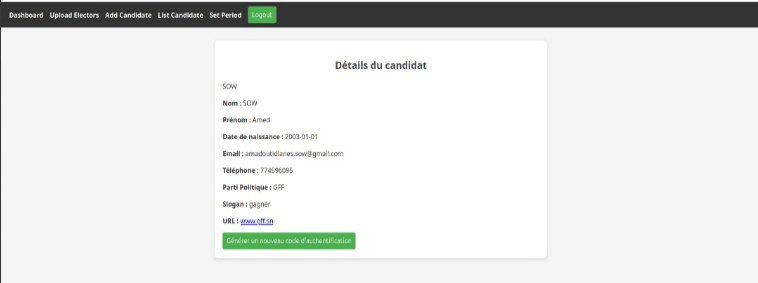 Dashboard Upload Electors Add Candidate List Candidate Set Period Logout
Détails du candidat
SOW
Nom : SOW
Prénom : Amed
Date de naissance : 2003-01-01
Email : amadoutidianes.sow@gmail.com
Téléphone : 774596095
Parti Politique : GFF
Slogan : gagner
URL : www.gff.sn
Générer un nouveau code d'authentification